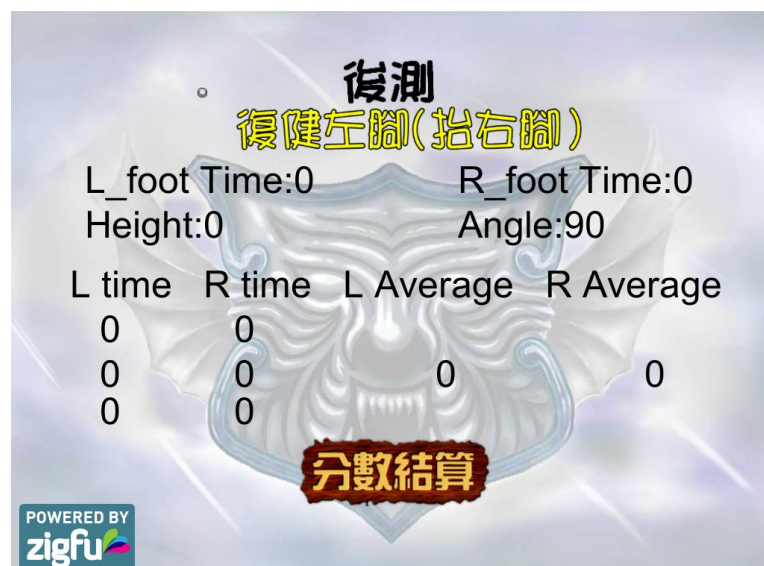 後測
復健左腳(抬右腳)
L_foot Time:0 R_foot Time:0
Height:0 Angle:90
L time R time L Average R Average
0 0
0 0 0 0
0 0
分數結算
POWERED BY
zigfu